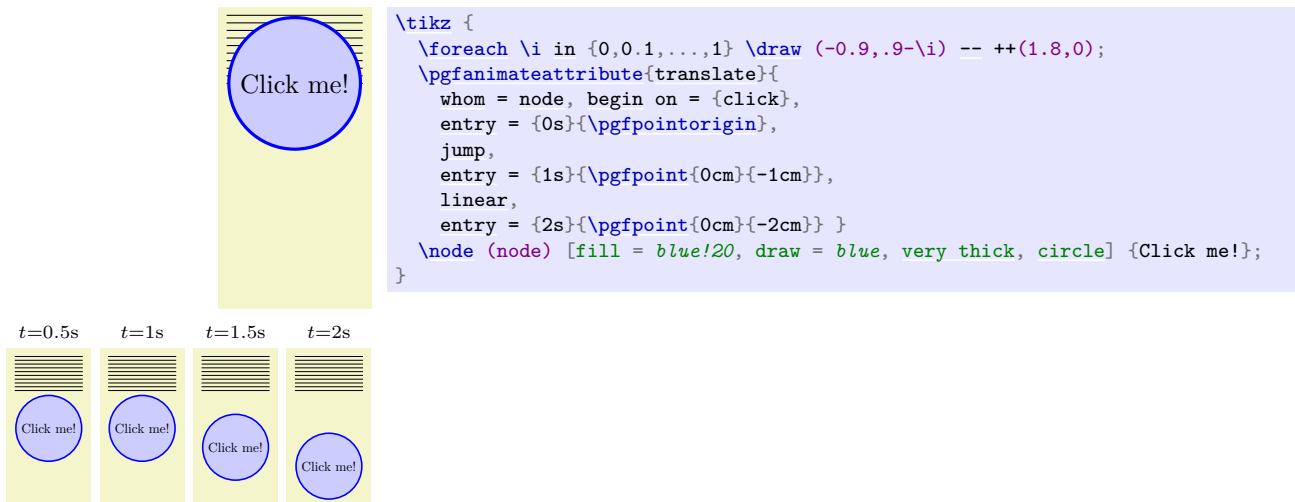 Click me!
\tikz {
  \foreach \i in {0,0.1,...,1} \draw (-0.9,.9-\i) -- ++(1.8,0);
  \pgfanimateattribute{translate}{
    whom = node, begin on = {click},
    entry = {0s}{\pgfpointorigin},
    jump,
    entry = {1s}{\pgfpoint{0cm}{-1cm}},
    linear,
    entry = {2s}{\pgfpoint{0cm}{-2cm}} }
  \node (node) [fill = blue!20, draw = blue, very thick, circle] {Click me!};
}
t=0.5s t=1s t=1.5s t=2s
Click me! Click me! Click me! Click me!